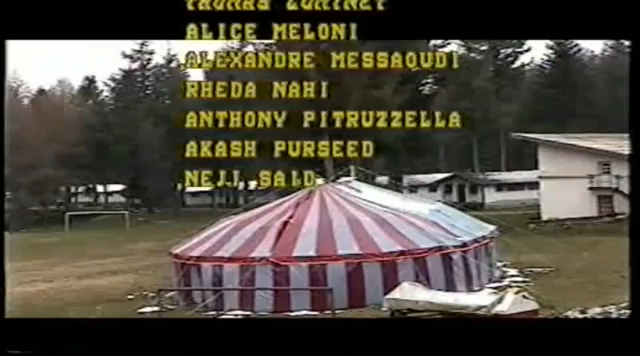 ALICE MELONI
ALEXANDRE MESSAOUDI
RHEDA NAHI
ANTHONY PITRUZZELLA
AKASH PURSEED
NEJI SAID